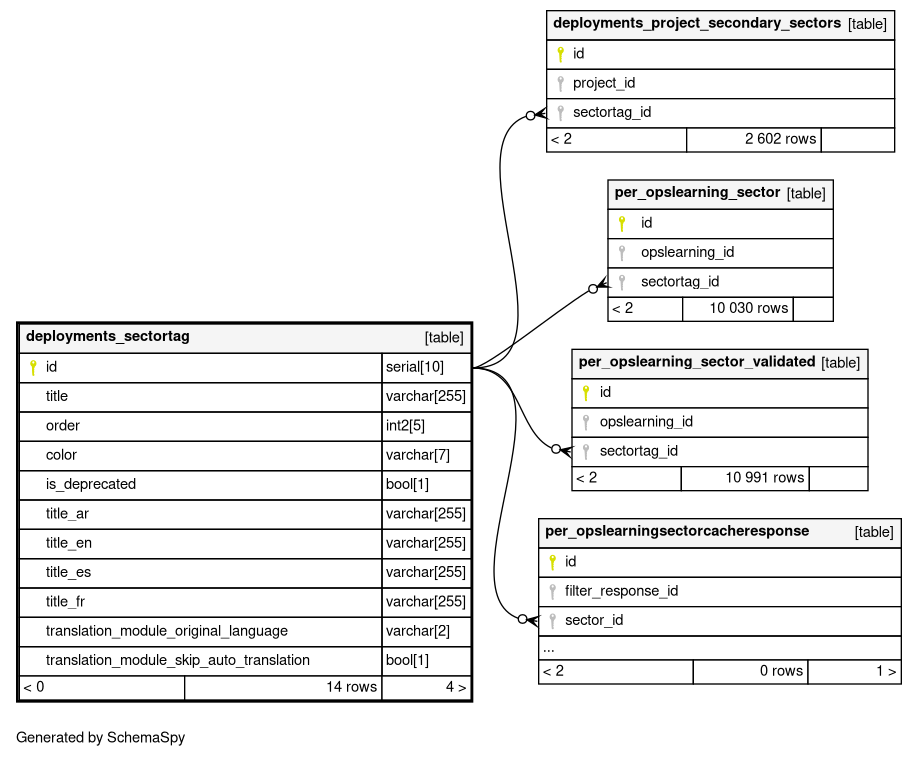 deployments_project_secondary_sectors [table]
id
project_id
sectortag_id
< 2 2 602 rows
per_opslearning_sector [table]
id
opslearning_id
sectortag_id
< 2 10 030 rows
deployments_sectortag [table]
id serial[10]
title varchar[255]
order int2[5]
color varchar[7]
is_deprecated bool[1]
title_ar varchar[255]
title_en varchar[255]
title_es varchar[255]
title_fr varchar[255]
translation_module_original_language varchar[2]
translation_module_skip_auto_translation bool[1]
< 0 14 rows 4 >
per_opslearning_sector_validated [table]
id
opslearning_id
sectortag_id
< 2 10 991 rows
per_opslearningsectorcacheresponse [table]
id
filter_response_id
sector_id
...
< 2 0 rows 1 >
Generated by SchemaSpy